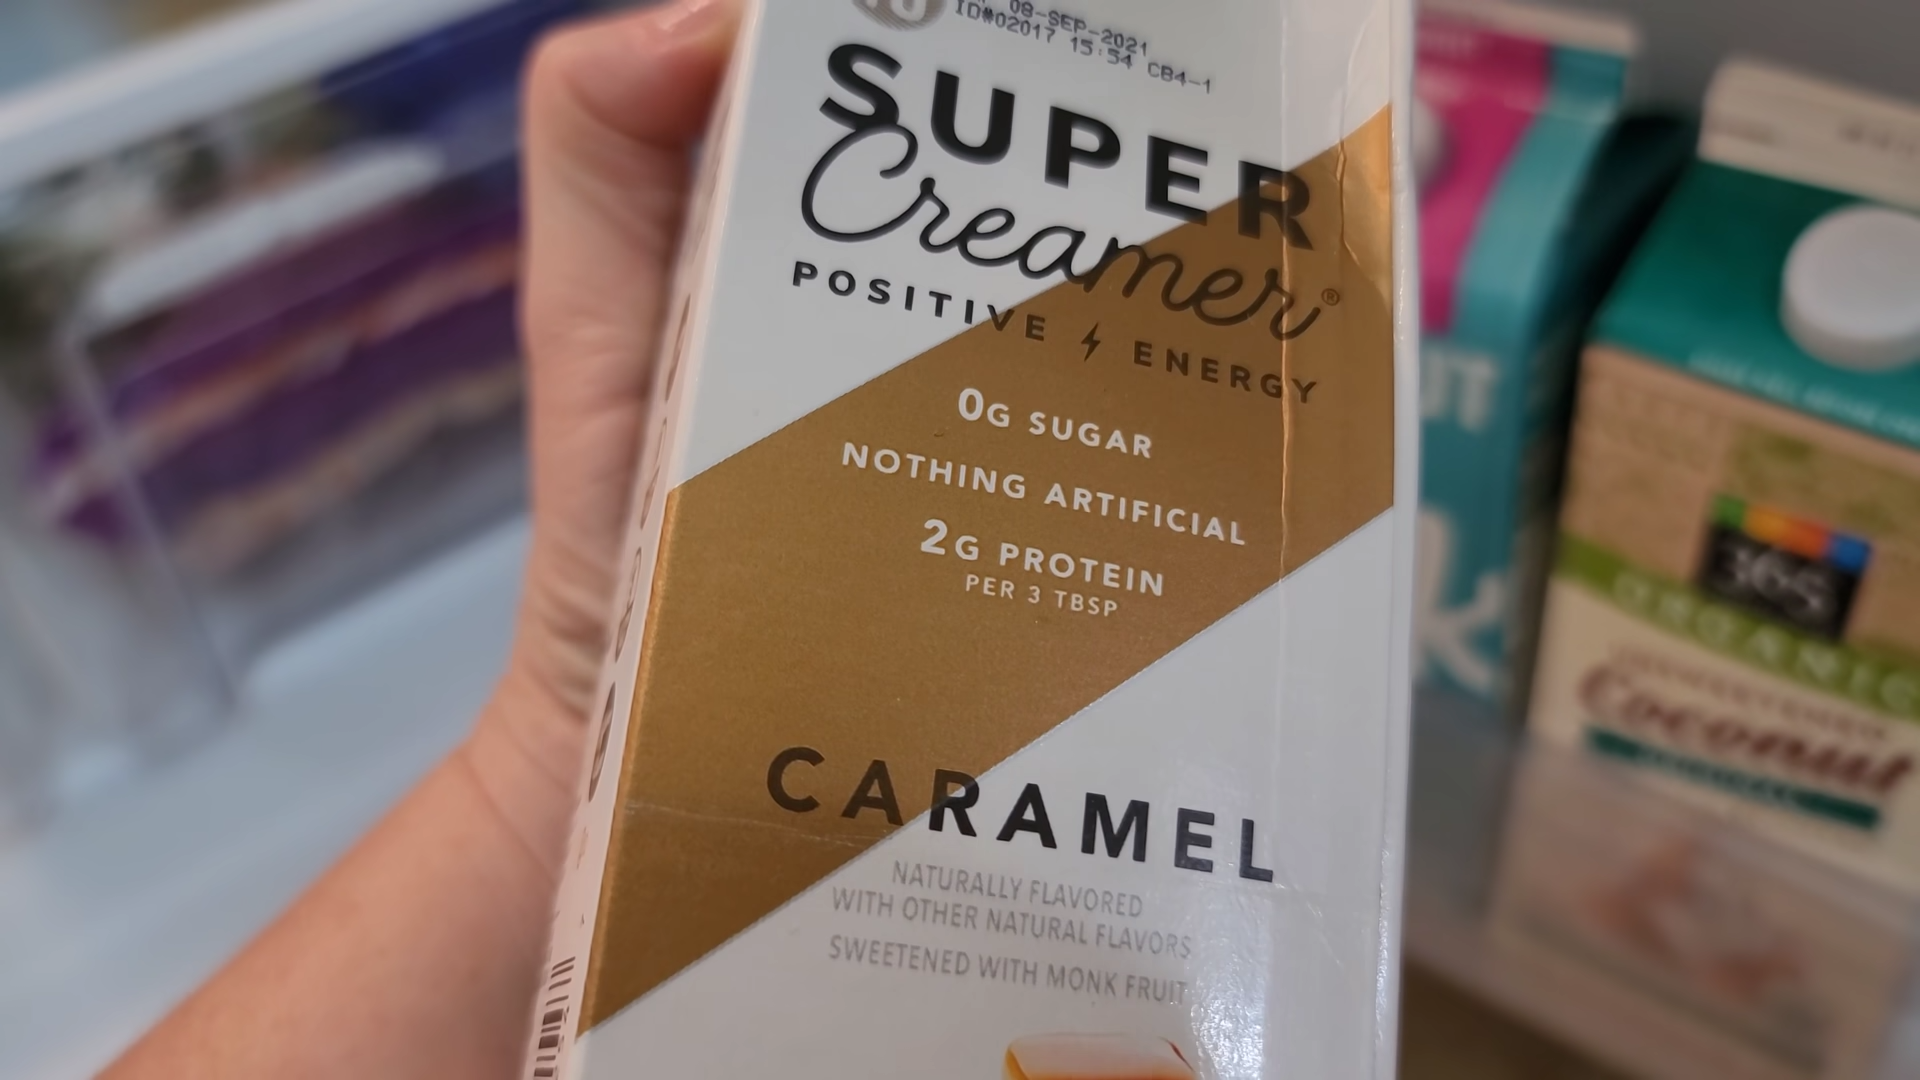 08-SEP-2021
ID#02017 15:54 CB4-1
SUPER
Creamer®
POSITIVE ENERGY
0G SUGAR
NOTHING ARTIFICIAL
2G PROTEIN
PER 3 TBSP
CARAMEL
NATURALLY FLAVORED
WITH OTHER NATURAL FLAVORS
SWEETENED WITH MONK FRUIT
365
ORGANIC
Coconut